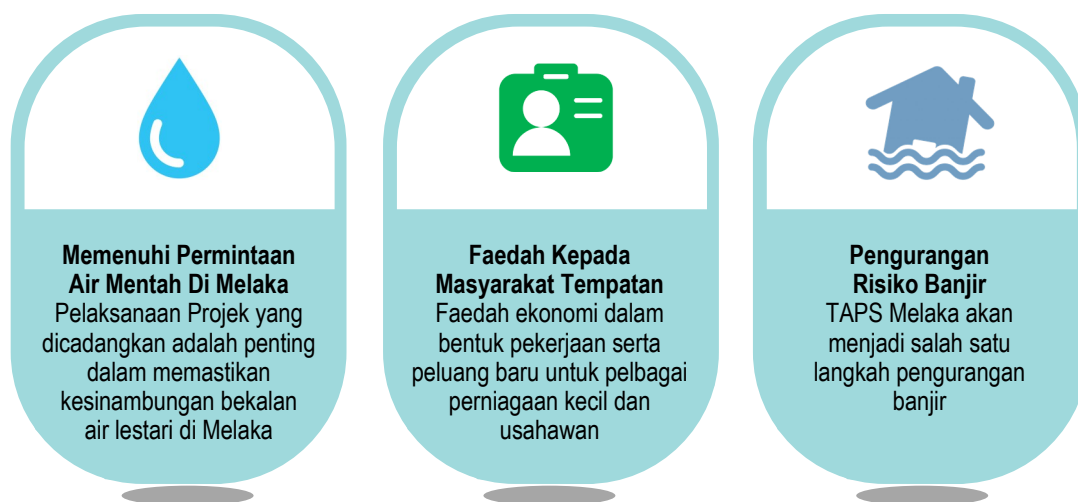 Memenuhi Permintaan
Air Mentah Di Melaka
Pelaksanaan Projek yang
dicadangkan adalah penting
dalam memastikan
kesinambungan bekalan
air lestari di Melaka
Faedah Kepada
Masyarakat Tempatan
Faedah ekonomi dalam
bentuk pekerjaan serta
peluang baru untuk pelbagai
perniagaan kecil dan
usahawan
Pengurangan
Risiko Banjir
TAPS Melaka akan
menjadi salah satu
langkah pengurangan
banjir